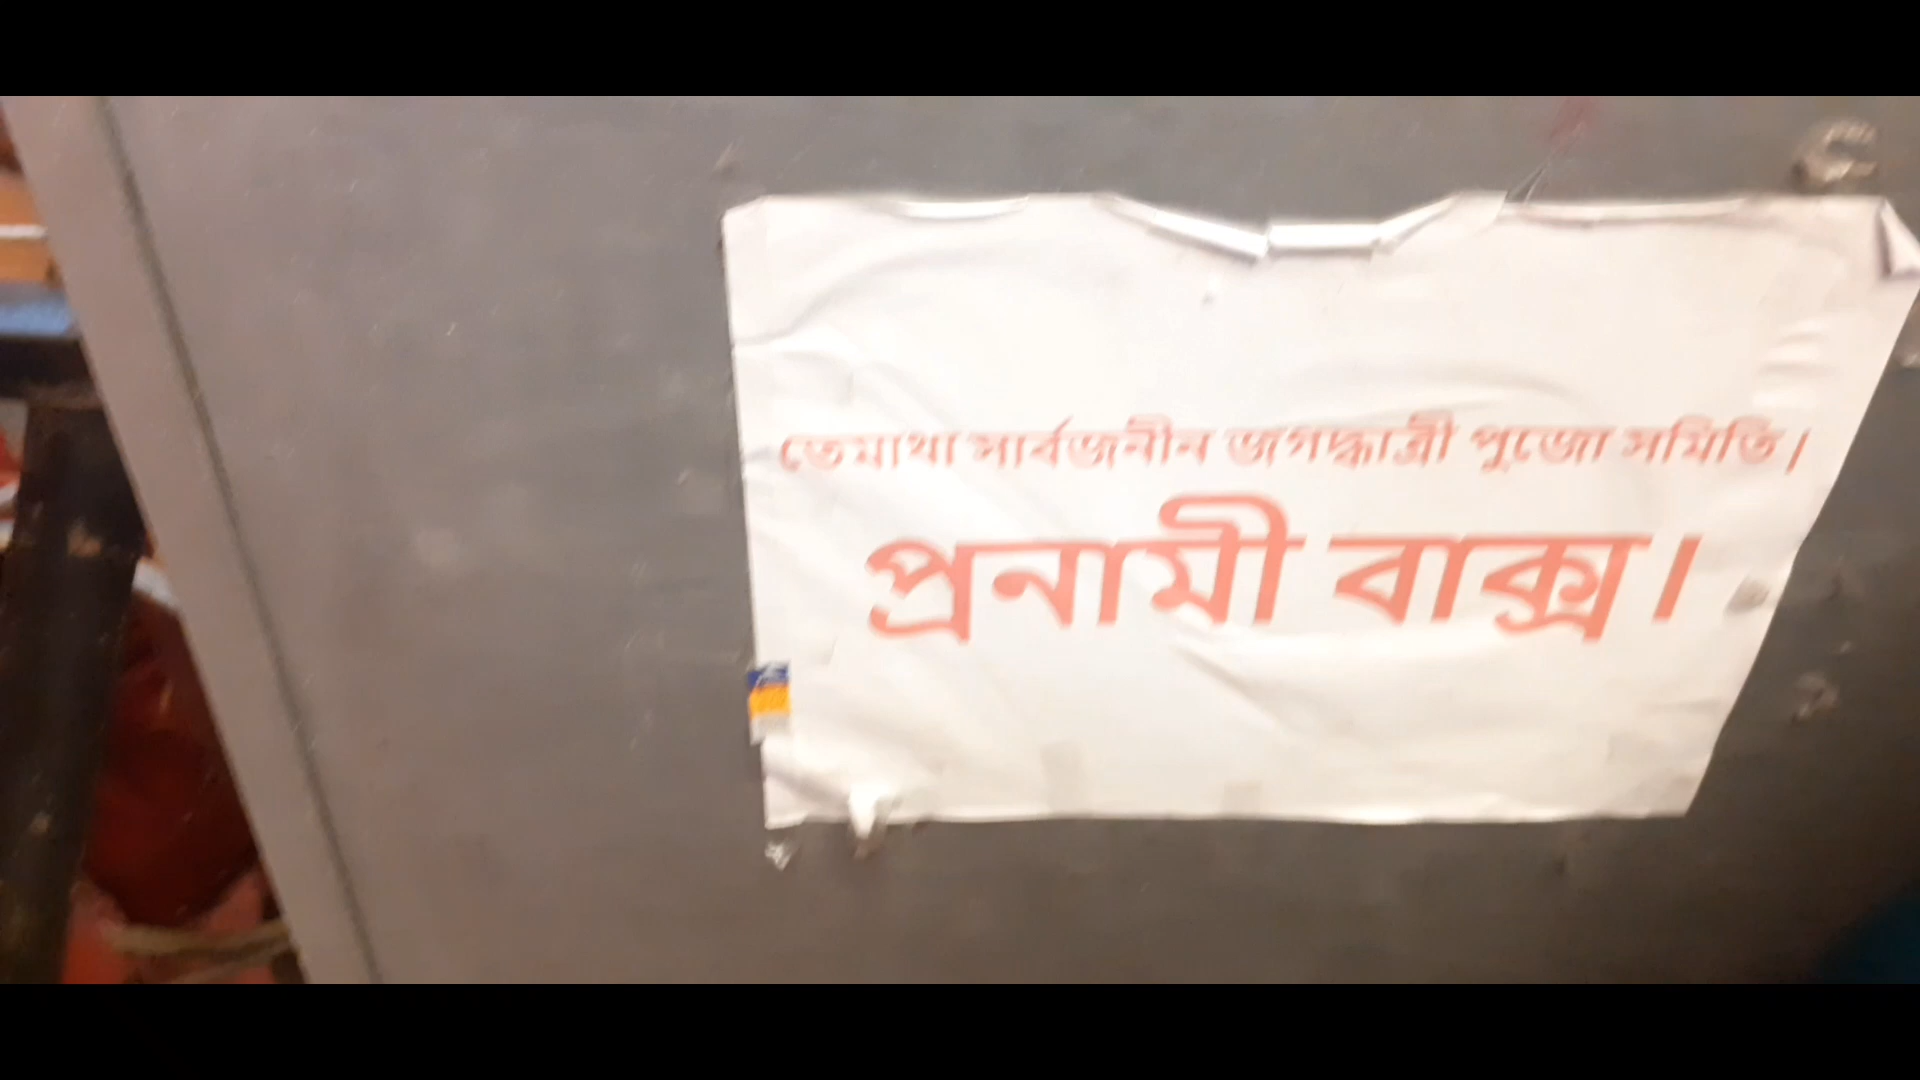 তেমাথা সার্বজনীন জগদ্ধাত্রী পুজো সমিতি।
প্রনামী বাক্স।